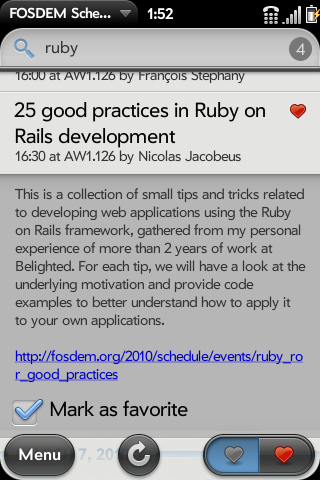 FOSDEM Sche... 1:52
ruby 4
16:00 at AW1.126 by François Stephany
25 good practices in Ruby on
Rails development
16:30 at AW1.126 by Nicolas Jacobeus
This is a collection of small tips and tricks related
to developing web applications using the Ruby
on Rails framework, gathered from my personal
experience of more than 2 years of work at
Belighted. For each tip, we will have a look at the
underlying motivation and provide code
examples to better understand how to apply it
to your own applications.
http://fosdem.org/2010/schedule/events/ruby_ro
r_good_practices
Mark as favorite
Menu 7, 20